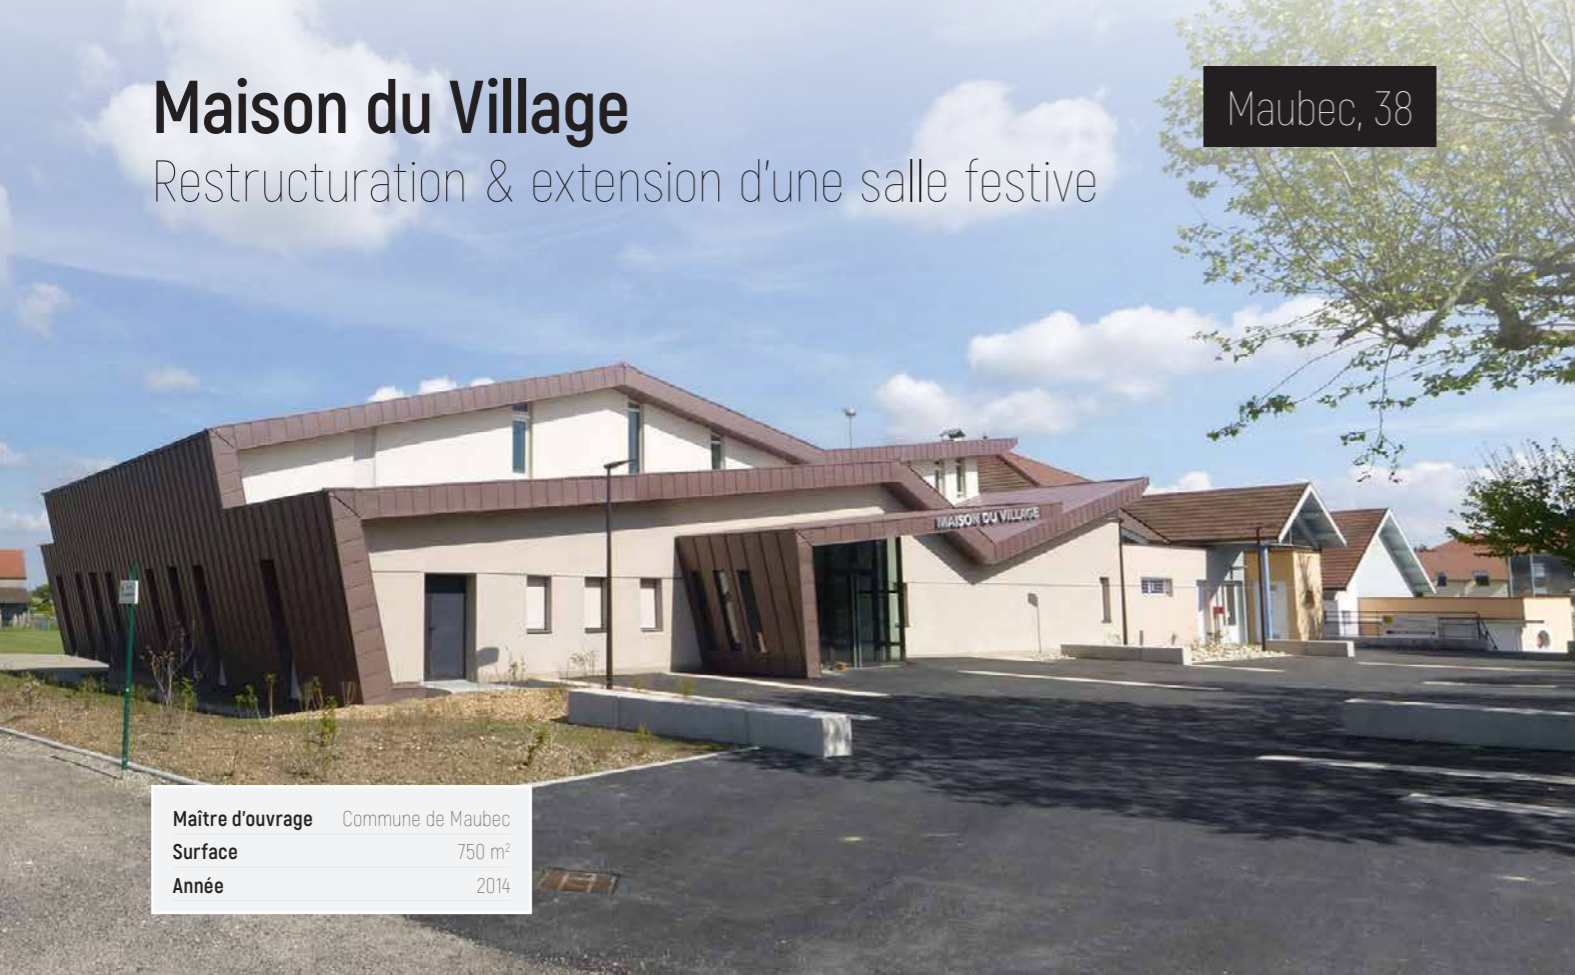 Maison du Village
Maubec, 38
Restructuration & extension d'une salle festive
MAISON DU VILLAGE
Maître d'ouvrage Commune de Maubec
Surface 750 m²
Année 2014